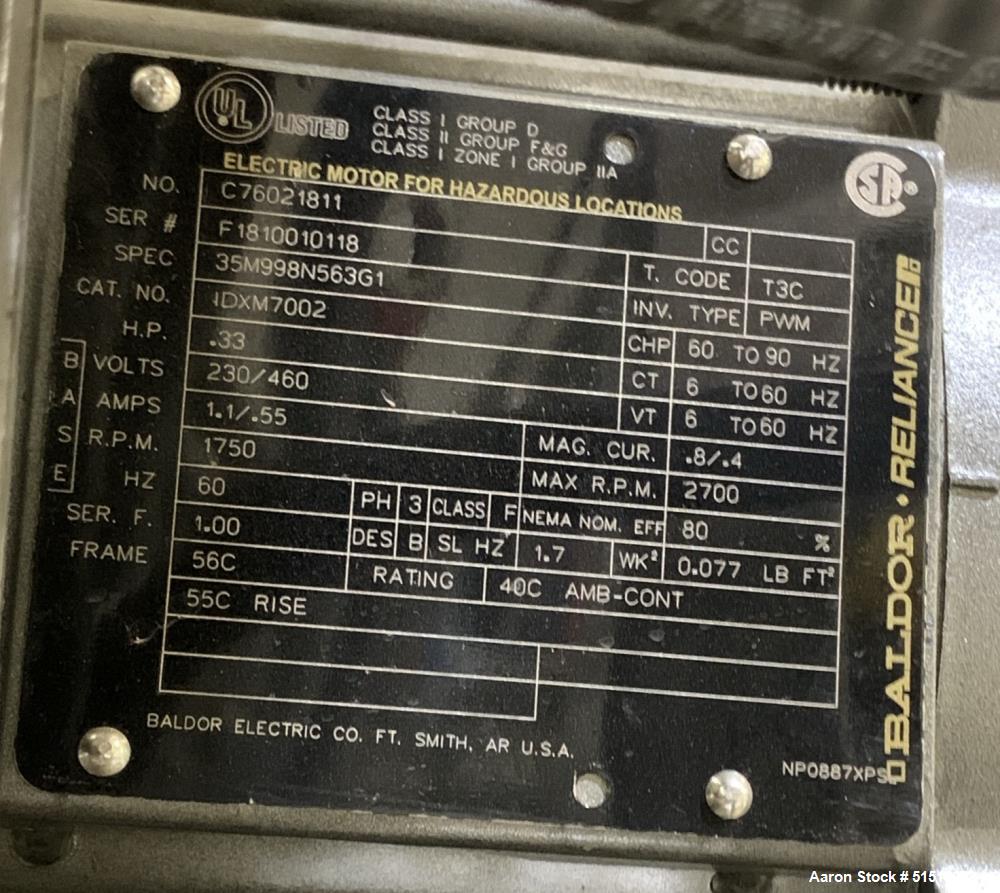 UL LISTED
CLASS I GROUP D
CLASS II GROUP F&G
CLASS I ZONE I GROUP IIA
SA ®
ELECTRIC MOTOR FOR HAZARDOUS LOCATIONS
NO. C76021811 CC
SER # F1810010118 T. CODE T3C
SPEC 35M998N563G1 INV. TYPE PWM
CAT. NO. IDXM7002 CHP 60 TO 90 HZ
H.P. .33 CT 6 TO 60 HZ
BASE
VOLTS 230/460 VT 6 TO 60 HZ
AMPS 1.1/.55 MAG. CUR. .8/.4
R.P.M. 1750 MAX R.P.M. 2700
HZ 60 PH 3 CLASS F NEMA NOM. EFF 80 %
SER. F. 1.00 DES B SL HZ 1.7 WK² 0.077 LB FT²
FRAME 56C RATING 40C AMB-CONT
55C RISE
BALDOR • RELIANCE
BALDOR ELECTRIC CO. FT. SMITH, AR U.S.A.
Aaron Stock #